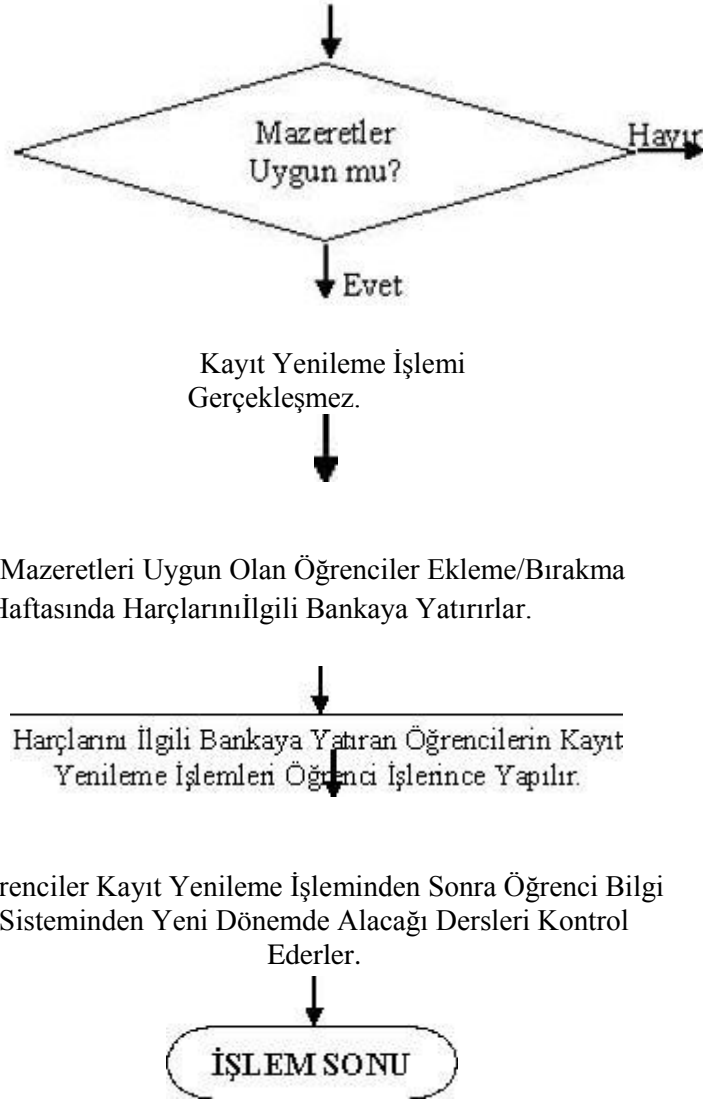 Mazeretler
Uygun mu?
Hayır
Evet
Kayıt Yenileme İşlemi
Gerçekleşmez.
Mazeretleri Uygun Olan Öğrenciler Ekleme/Bırakma
Haftasında Harçlarınıİlgili Bankaya Yatırırlar.
Harçlarını İlgili Bankaya Yatıran Öğrencilerin Kayıt
Yenileme İşlemleri Öğrenci İşlerince Yapılır.
renciler Kayıt Yenileme İşleminden Sonra Öğrenci Bilgi
Sisteminden Yeni Dönemde Alacağı Dersleri Kontrol
Ederler.
İŞLEM SONU